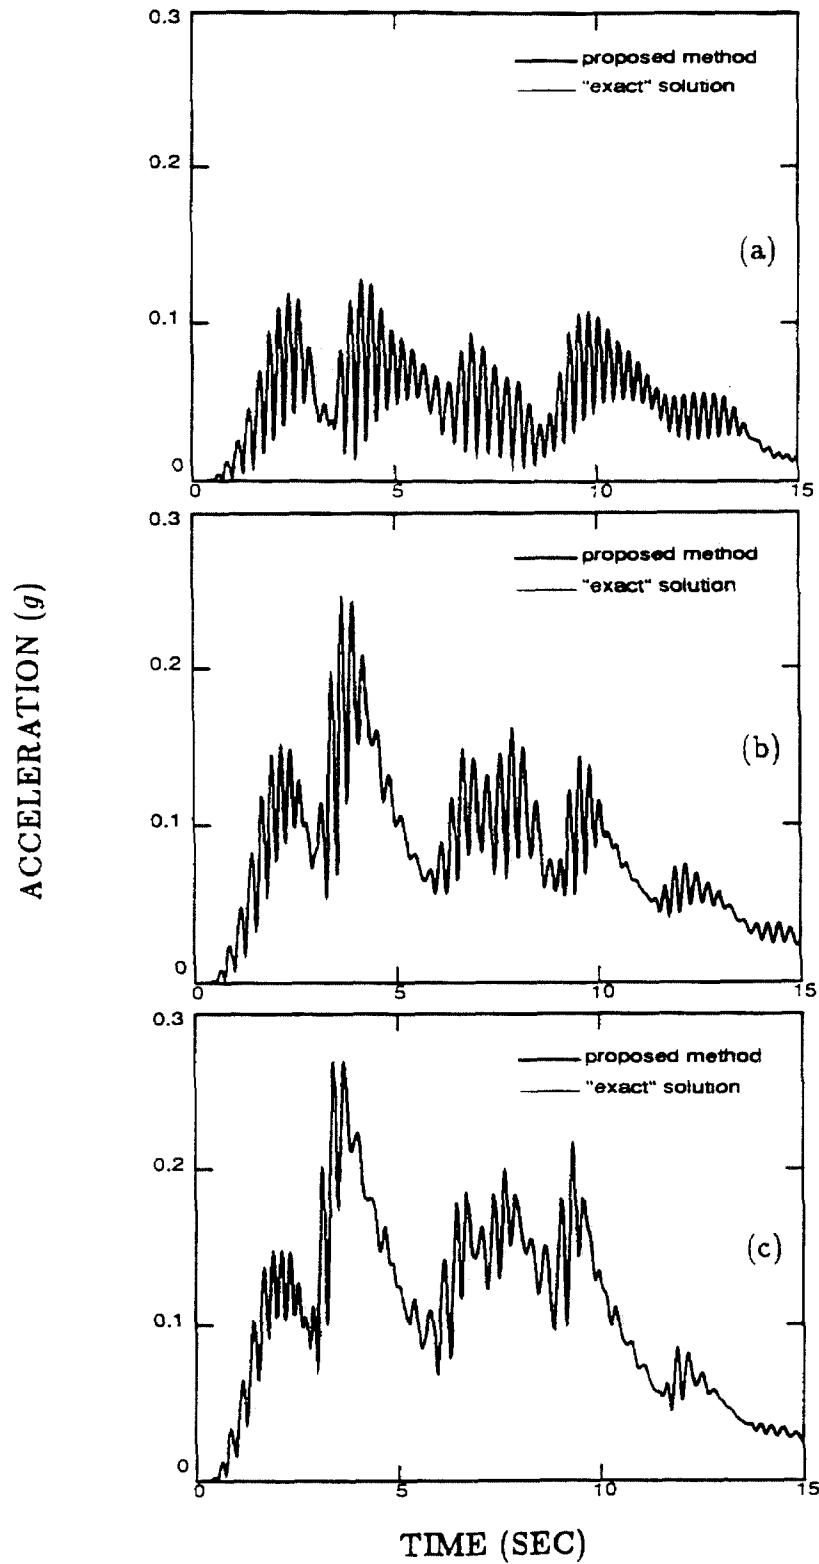 0.3
proposed method
"exact" solution
0.2
(a)
0.1
0
0
5
10
15
0.3
proposed method
"exact" solution
0.2
(b)
0.1
0
0
5
10
15
0.3
proposed method
"exact" solution
0.2
(c)
0.1
0
0
5
10
15
ACCELERATION (g)
TIME (SEC)